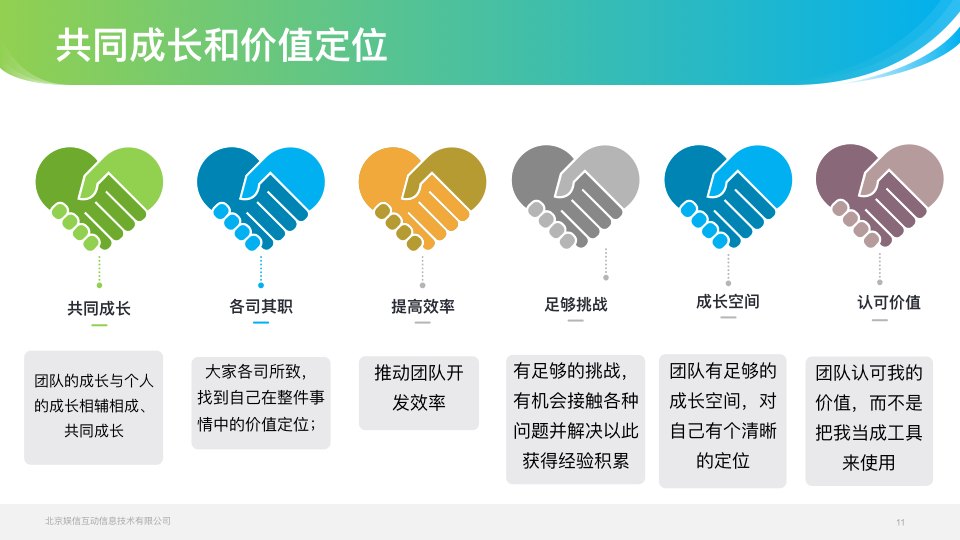 共同成长和价值定位
共同成长
各司其职
提高效率
足够挑战
成长空间
认可价值
团队的成长与个人
的成长相辅相成、
共同成长
大家各司所致，
找到自己在整件事
情中的价值定位；
推动团队开
发效率
有足够的挑战，
有机会接触各种
问题并解决以此
获得经验积累
团队有足够的
成长空间，对
自己有个清晰
的定位
团队认可我的
价值，而不是
把我当成工具
来使用
北京娱信互动信息技术有限公司
11